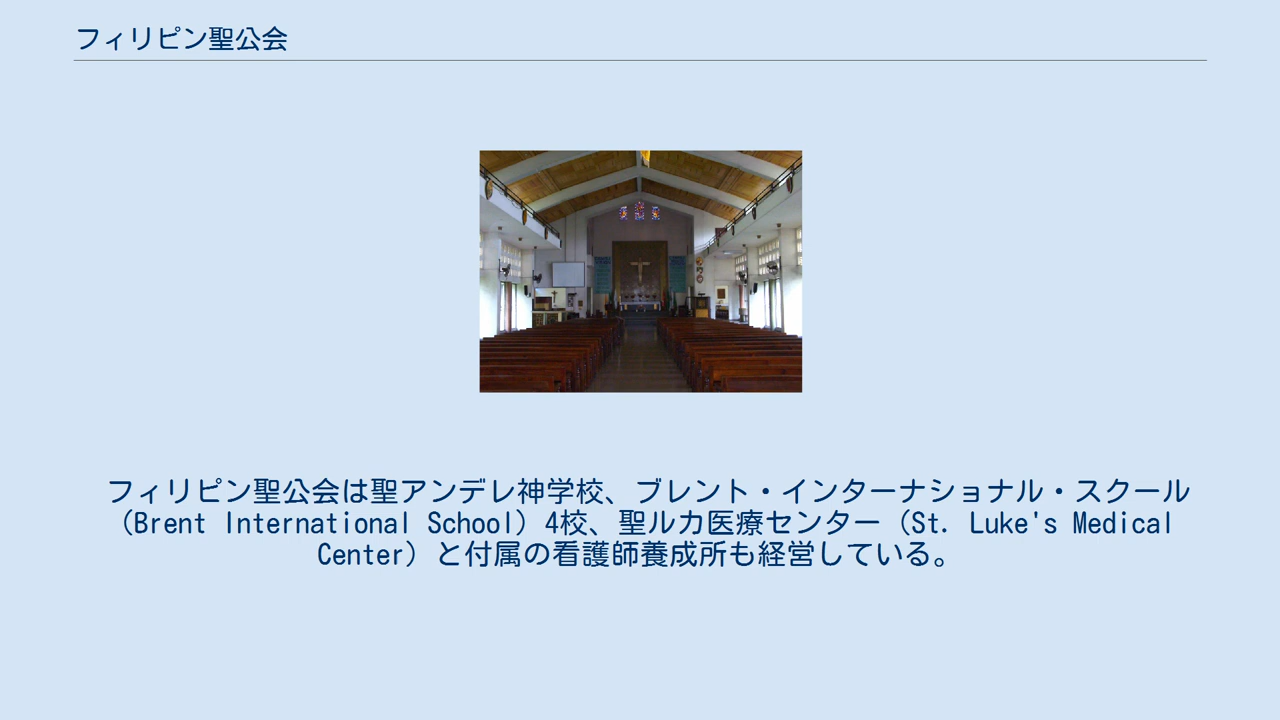 フィリピン聖公会
フィリピン聖公会は聖アンデレ神学校、ブレント・インターナショナル・スクール
（Brent International School）4校、聖ルカ医療センター（St. Luke's Medical
Center）と付属の看護師養成所も経営している。